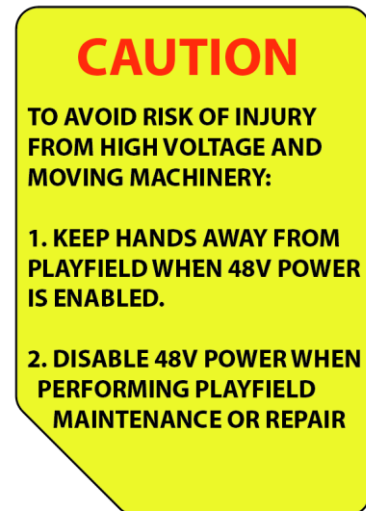 CAUTION
TO AVOID RISK OF INJURY
FROM HIGH VOLTAGE AND
MOVING MACHINERY:
1. KEEP HANDS AWAY FROM
PLAYFIELD WHEN 48V POWER
IS ENABLED.
2. DISABLE 48V POWER WHEN
PERFORMING PLAYFIELD
MAINTENANCE OR REPAIR